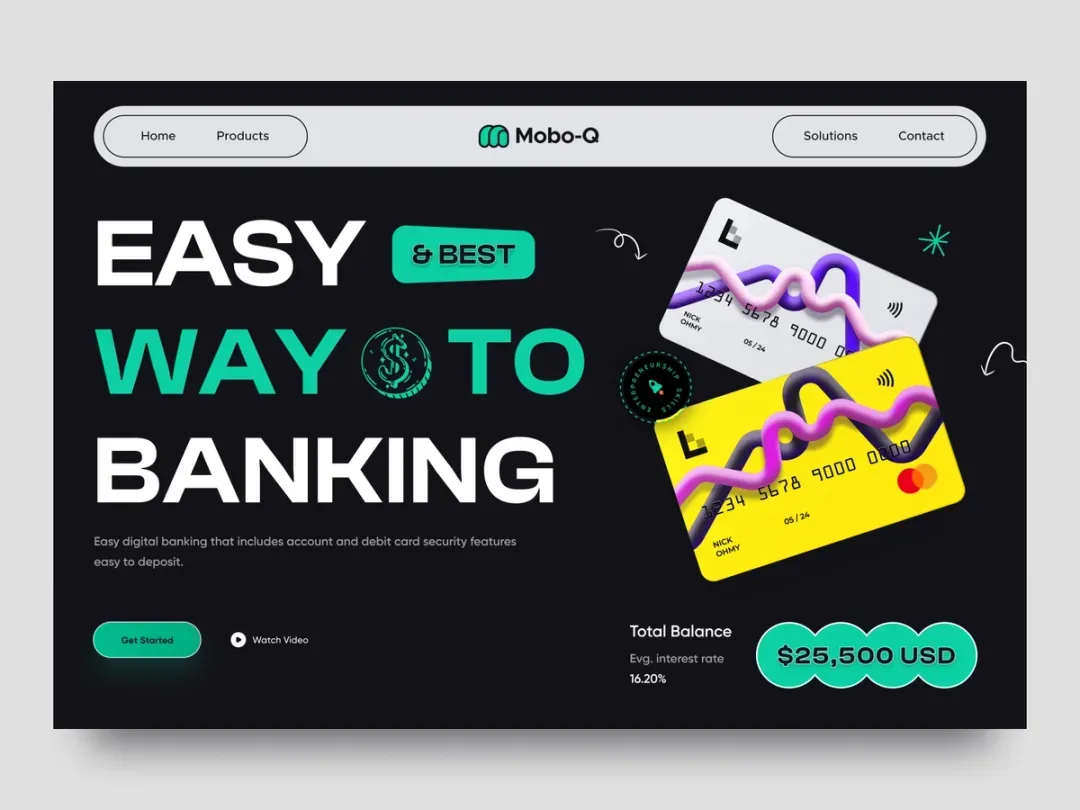 Home
Products
Mobo-Q
Solutions
Contact
EASY
& BEST
WAY TO
BANKING
Easy digital banking that includes account and debit card security features
easy to deposit.
Get Started
Watch Video
1234 5678 9000 0
NICK
OHMY
05 / 24
ENTREPRENEURSHIP SKILLS
1234 5678 9000 0000
05 / 24
NICK
OHMY
Total Balance
Evg. interest rate
16.20%
$25,500 USD